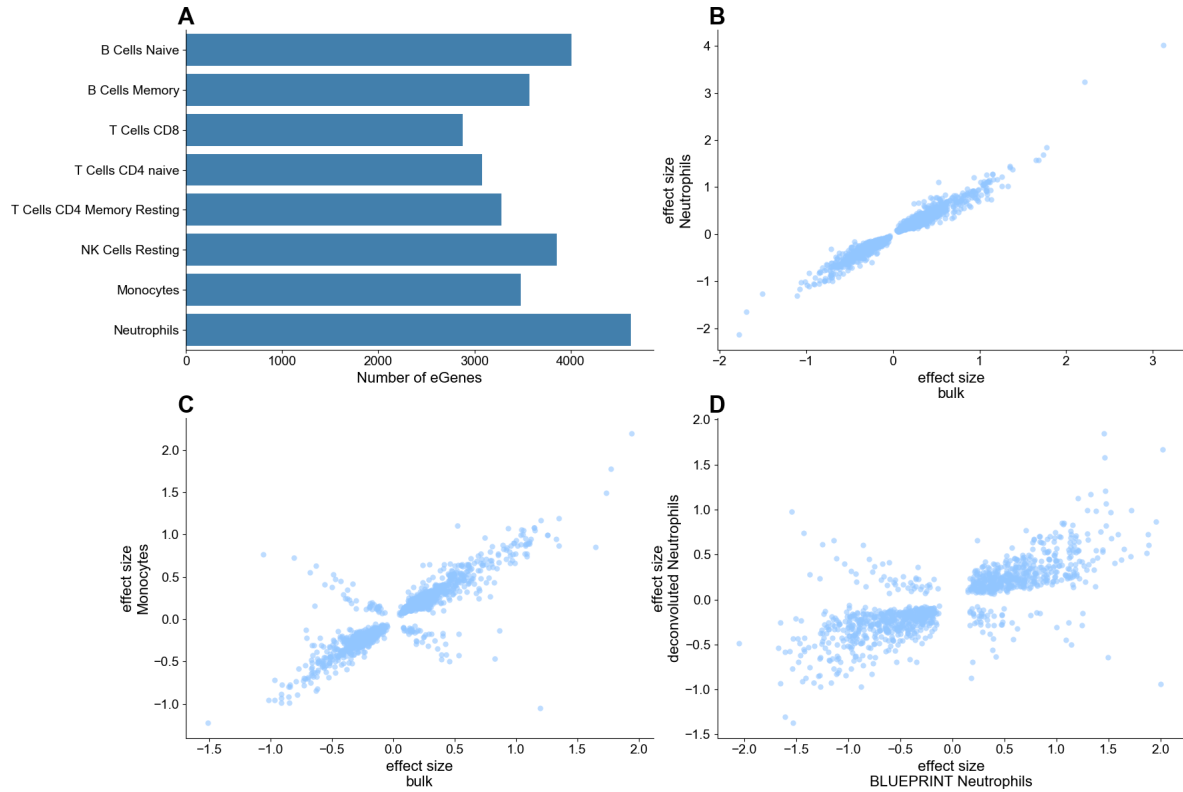 A
B Cells Naive
B Cells Memory
T Cells CD8
T Cells CD4 naive
T Cells CD4 Memory Resting
NK Cells Resting
Monocytes
Neutrophils
0 1000 2000 3000 4000
Number of eGenes
B
effect size
Neutrophils
4
3
2
1
0
−1
−2
−2 −1 0 1 2 3
effect size
bulk
C
effect size
Monocytes
2.0
1.5
1.0
0.5
0.0
−0.5
−1.0
−1.5 −1.0 −0.5 0.0 0.5 1.0 1.5 2.0
effect size
bulk
D
effect size
deconvoluted Neutrophils
2.0
1.5
1.0
0.5
0.0
−0.5
−1.0
−1.5
−2.0 −1.5 −1.0 −0.5 0.0 0.5 1.0 1.5 2.0
effect size
BLUEPRINT Neutrophils